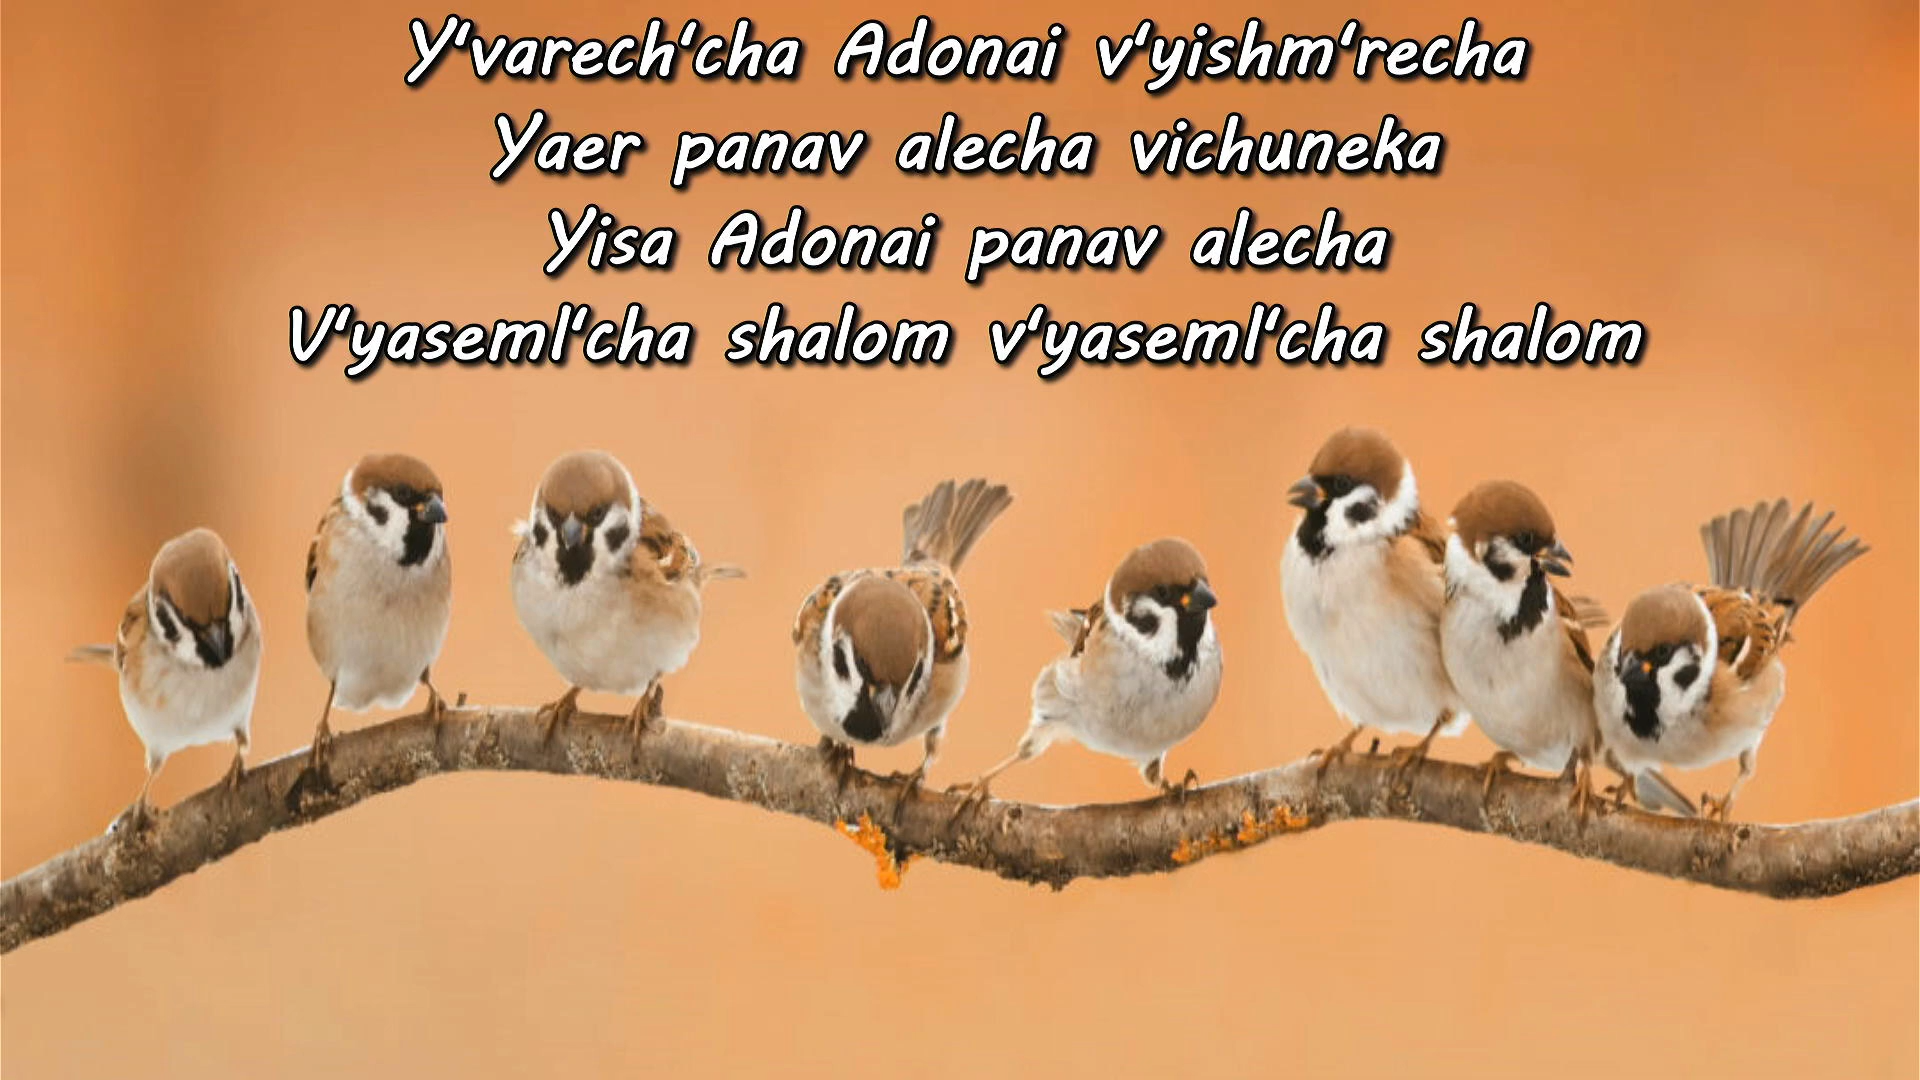 Y‘varech‘cha Adonai v‘yishm‘recha
Yaer panav alecha vichuneka
Yisa Adonai panav alecha
V‘yaseml‘cha shalom v‘yaseml‘cha shalom